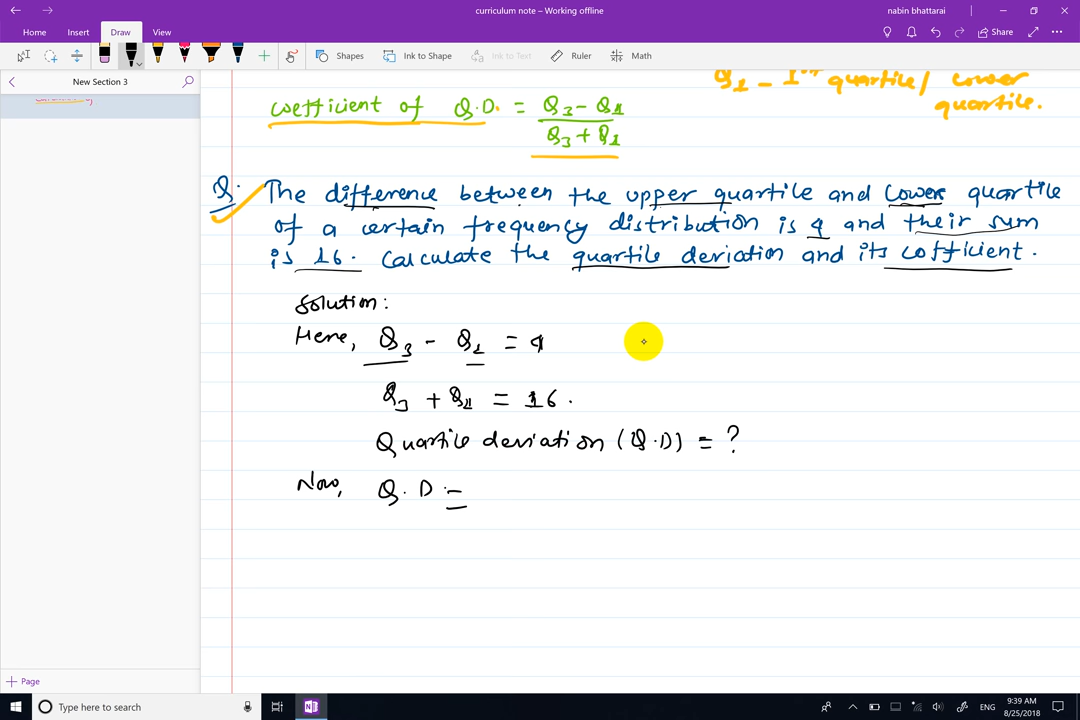 curriculum note – Working offline
nabin bhattarai
Home
Insert
Draw
View
Share
Shapes
Ink to Shape
Ink to Text
Ruler
Math
New Section 3
Q1 – 1st quartile / Lower
quartile.
coefficient of Q.D. = Q3 – Q1
Q3 + Q1
Q. The difference between the upper quartile and lower quartile
of a certain frequency distribution is 4 and their sum
is 16. Calculate the quartile deviation and its cofficient.
Solution:
Here, Q3 - Q1 = 4
Q3 + Q1 = 16.
Quartile deviation (Q.D) = ?
Now, Q.D =
Page
Type here to search
ENG
9:39 AM
8/25/2018